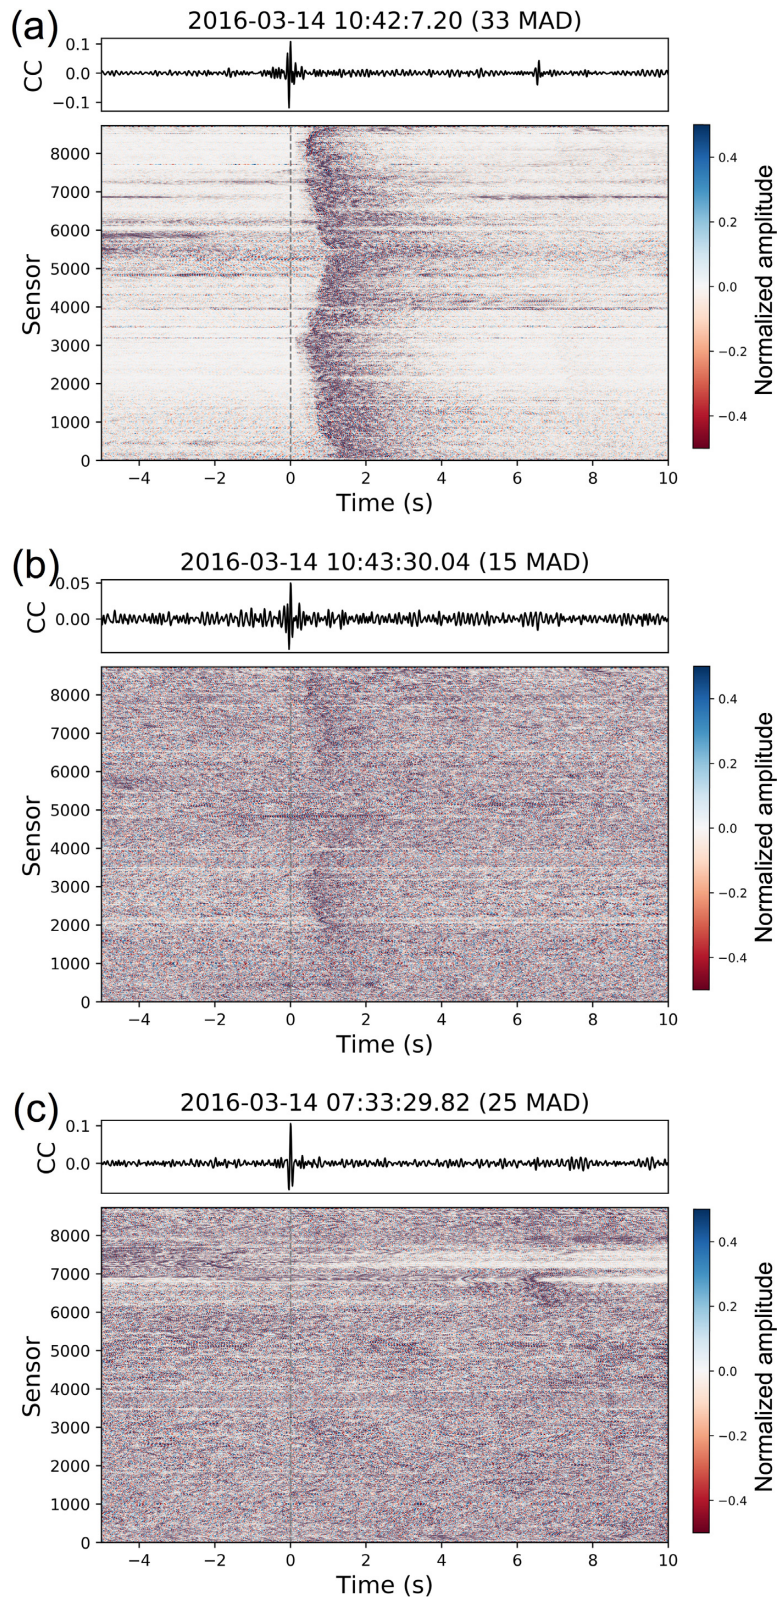 (a)
2016-03-14 10:42:7.20 (33 MAD)
CC
0.1
0.0
−0.1
Sensor
8000
7000
6000
5000
4000
3000
2000
1000
0
−4 −2 0 2 4 6 8 10
Time (s)
0.4
0.2
0.0
−0.2
−0.4
Normalized amplitude
(b)
2016-03-14 10:43:30.04 (15 MAD)
CC
0.05
0.00
Sensor
8000
7000
6000
5000
4000
3000
2000
1000
0
−4 −2 0 2 4 6 8 10
Time (s)
0.4
0.2
0.0
−0.2
−0.4
Normalized amplitude
(c)
2016-03-14 07:33:29.82 (25 MAD)
CC
0.1
0.0
Sensor
8000
7000
6000
5000
4000
3000
2000
1000
0
−4 −2 0 2 4 6 8 10
Time (s)
0.4
0.2
0.0
−0.2
−0.4
Normalized amplitude